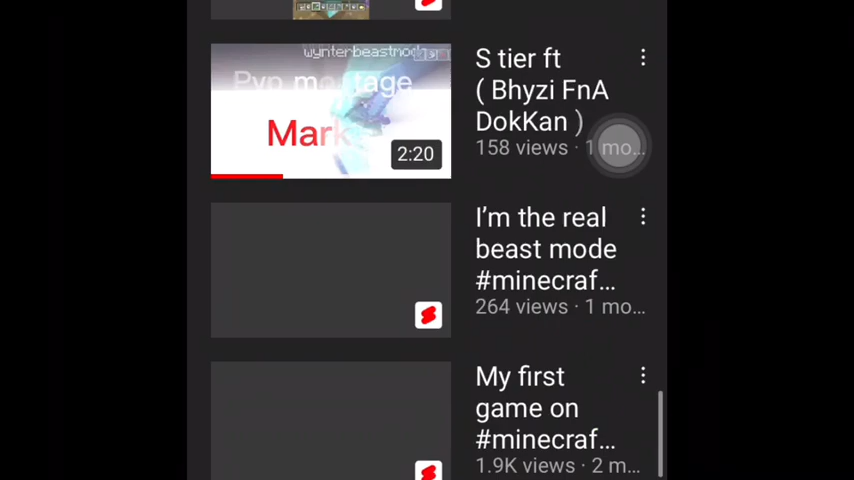 wynterbeastmod
Pvp montage
Mark
2:20
S tier ft
( Bhyzi FnA
DokKan )
158 views · 1 mo...
I'm the real
beast mode
#minecraf...
264 views · 1 mo...
My first
game on
#minecraf...
1.9K views · 2 m...